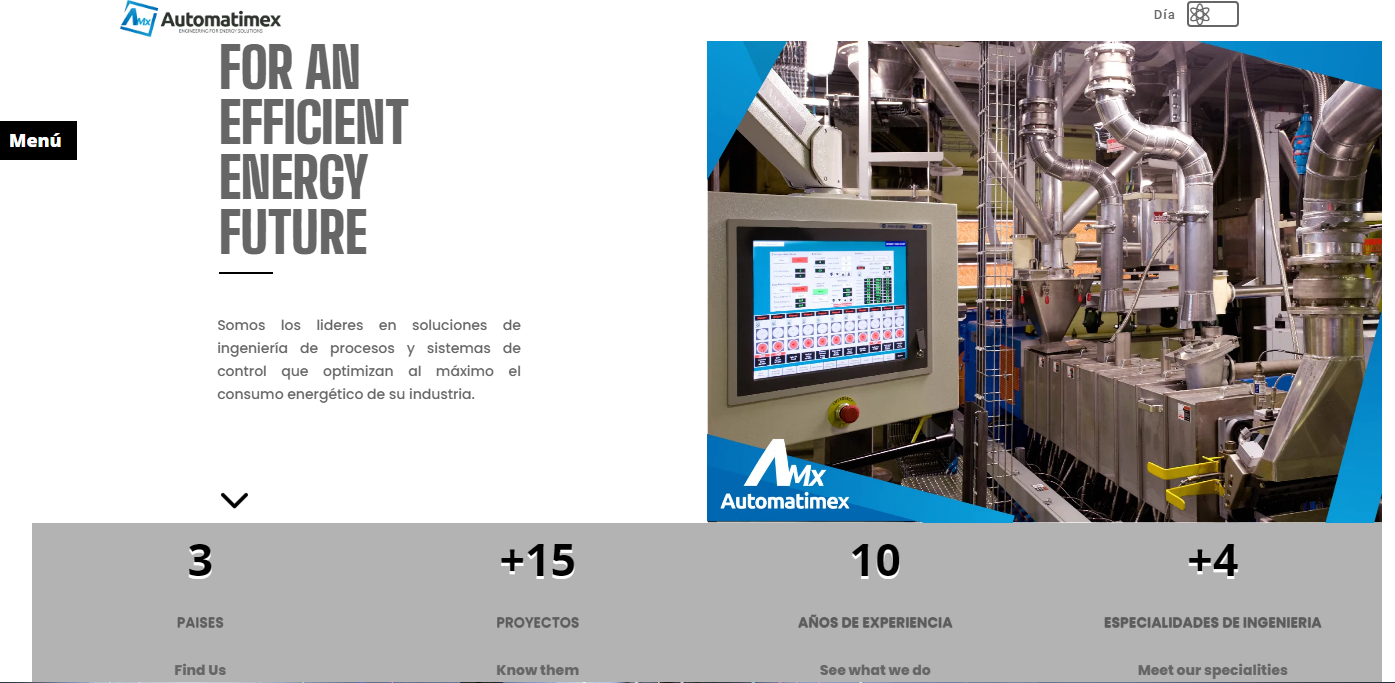 AMx Automatimex
ENGINEERING FOR ENERGY SOLUTIONS
Día
FOR AN
EFFICIENT
ENERGY
FUTURE
Menú
Somos los lideres en soluciones de
ingeniería de procesos y sistemas de
control que optimizan al máximo el
consumo energético de su industria.
AMx
Automatimex
3
+15
10
+4
PAISES
PROYECTOS
AÑOS DE EXPERIENCIA
ESPECIALIDADES DE INGENIERIA
Find Us
Know them
See what we do
Meet our specialities